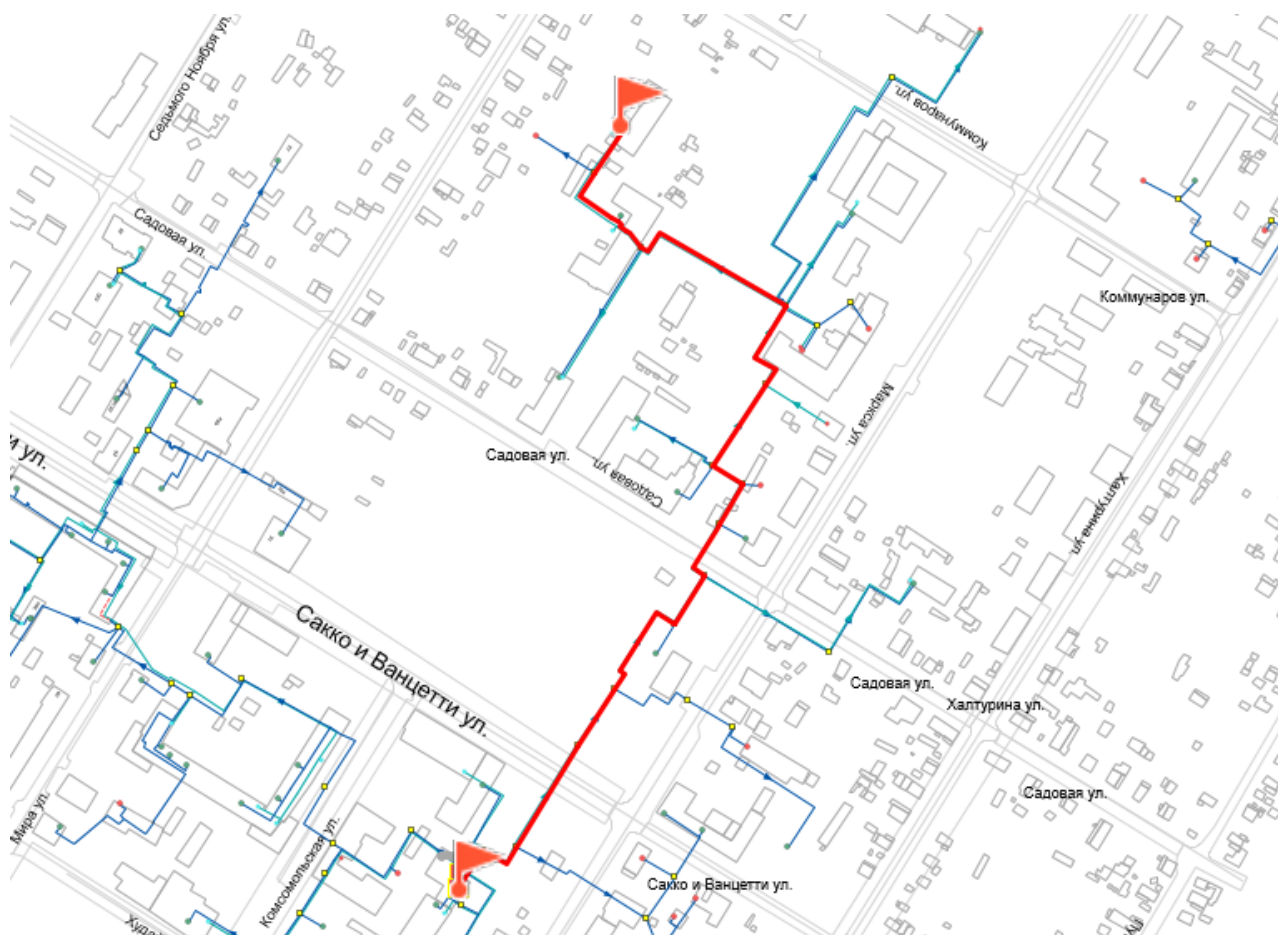 Седьмого Ноября ул.
Коммунаров ул.
Садовая ул.
Коммунаров ул.
Маркса ул.
и ул.
Садовая ул.
Садовая ул.
Халтурина ул.
Сакко и Ванцетти ул.
Садовая ул.
Халтурина ул.
Садовая ул.
Мира ул.
Комсомольская ул.
Сакко и Ванцетти ул.
Худо